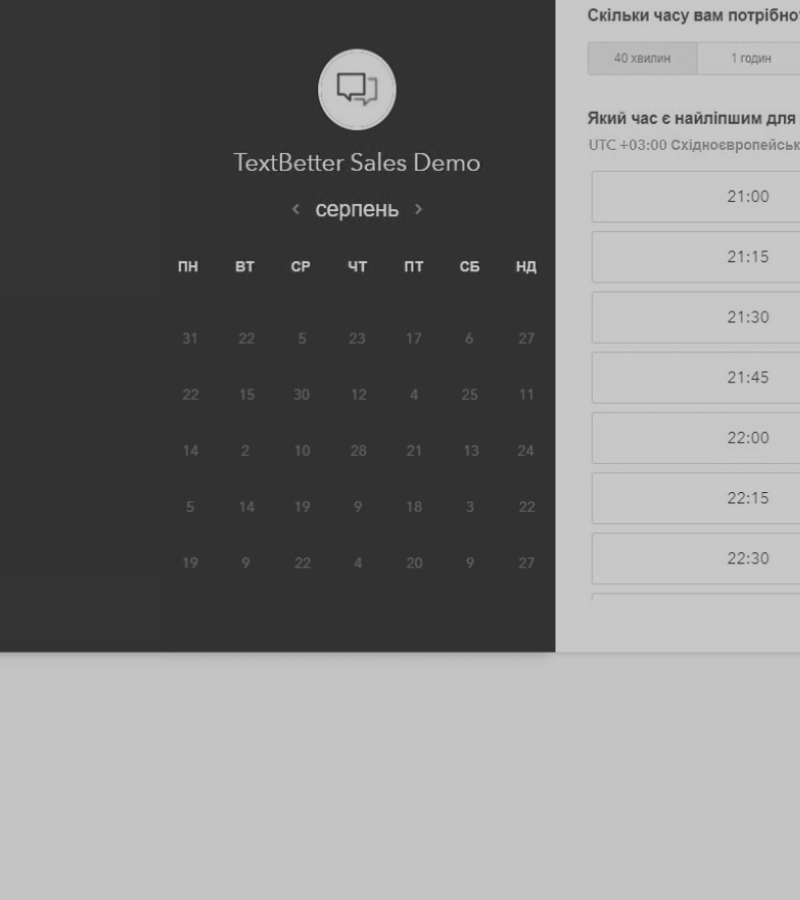 TextBetter Sales Demo
‹ серпень ›
ПН ВТ СР ЧТ ПТ СБ НД
31 22 5 23 17 6 27
22 15 30 12 4 25 11
14 2 10 28 21 13 24
5 14 19 9 18 3 22
19 9 22 4 20 9 27
Скільки часу вам
40 хвилин 1 годин
Який час є найліпшим для
UTC +03:00
21:00
21:15
21:30
21:45
22:00
22:15
22:30